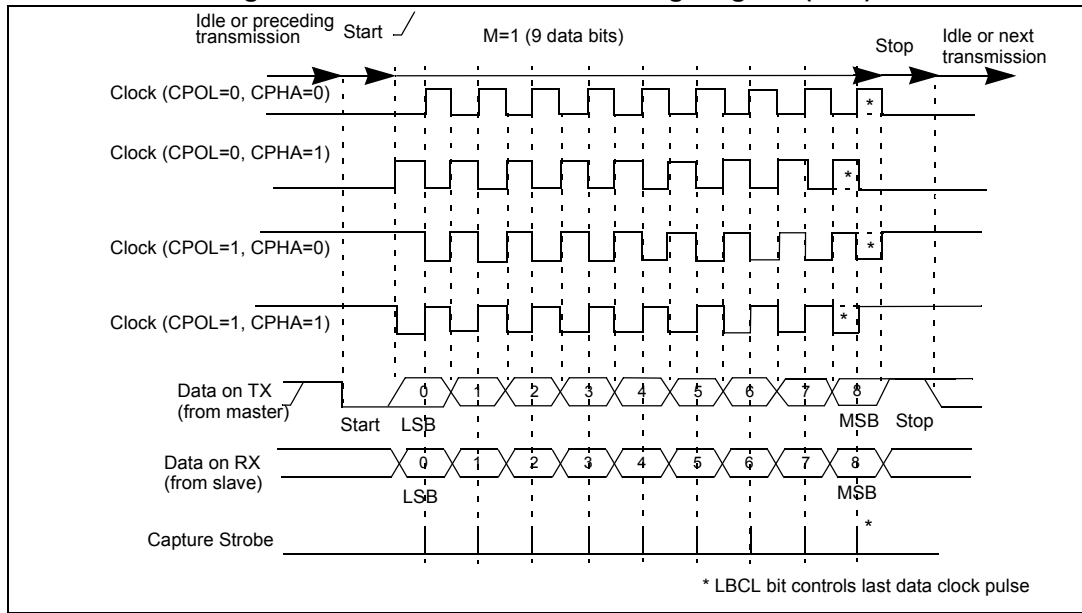 Idle or preceding
transmission
Start
M=1 (9 data bits)
Stop
Idle or next
transmission
Clock (CPOL=0, CPHA=0)
*
Clock (CPOL=0, CPHA=1)
*
Clock (CPOL=1, CPHA=0)
*
Clock (CPOL=1, CPHA=1)
*
Data on TX
(from master)
0 1 2 3 4 5 6 7 8
Start LSB MSB Stop
Data on RX
(from slave)
0 1 2 3 4 5 6 7 8
LSB MSB
Capture Strobe
*
* LBCL bit controls last data clock pulse